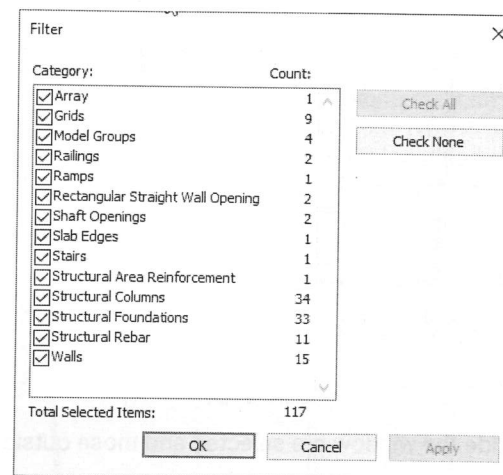 Filter
Category: Count:
Array 1
Grids 9
Model Groups 4
Railings 2
Ramps 1
Rectangular Straight Wall Opening 2
Shaft Openings 2
Slab Edges 1
Stairs 1
Structural Area Reinforcement 1
Structural Columns 34
Structural Foundations 33
Structural Rebar 11
Walls 15
Check All
Check None
Total Selected Items: 117
OK Cancel Apply